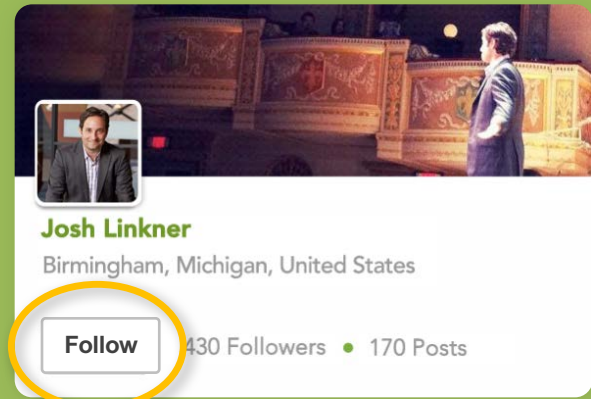 Josh Linkner
Birmingham, Michigan, United States
Follow 430 Followers • 170 Posts